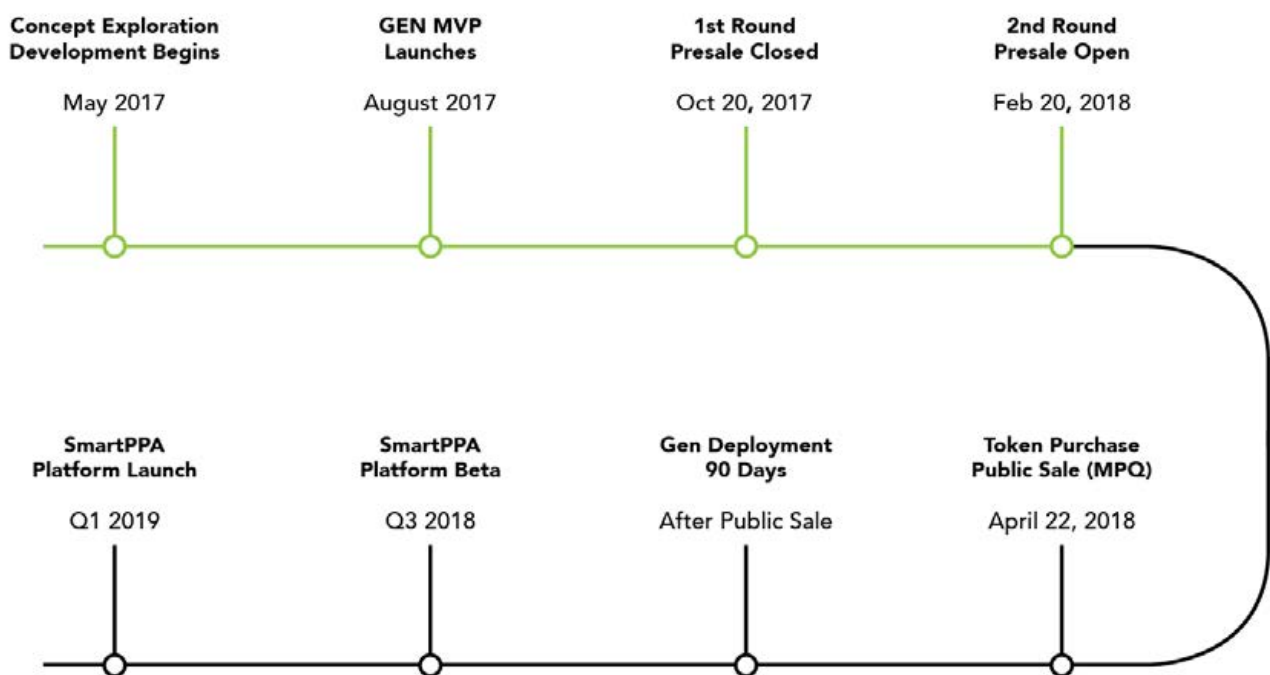 Concept Exploration
Development Begins
May 2017
GEN MVP
Launches
August 2017
1st Round
Presale Closed
Oct 20, 2017
2nd Round
Presale Open
Feb 20, 2018
SmartPPA
Platform Launch
Q1 2019
SmartPPA
Platform Beta
Q3 2018
Gen Deployment
90 Days
After Public Sale
Token Purchase
Public Sale (MPQ)
April 22, 2018